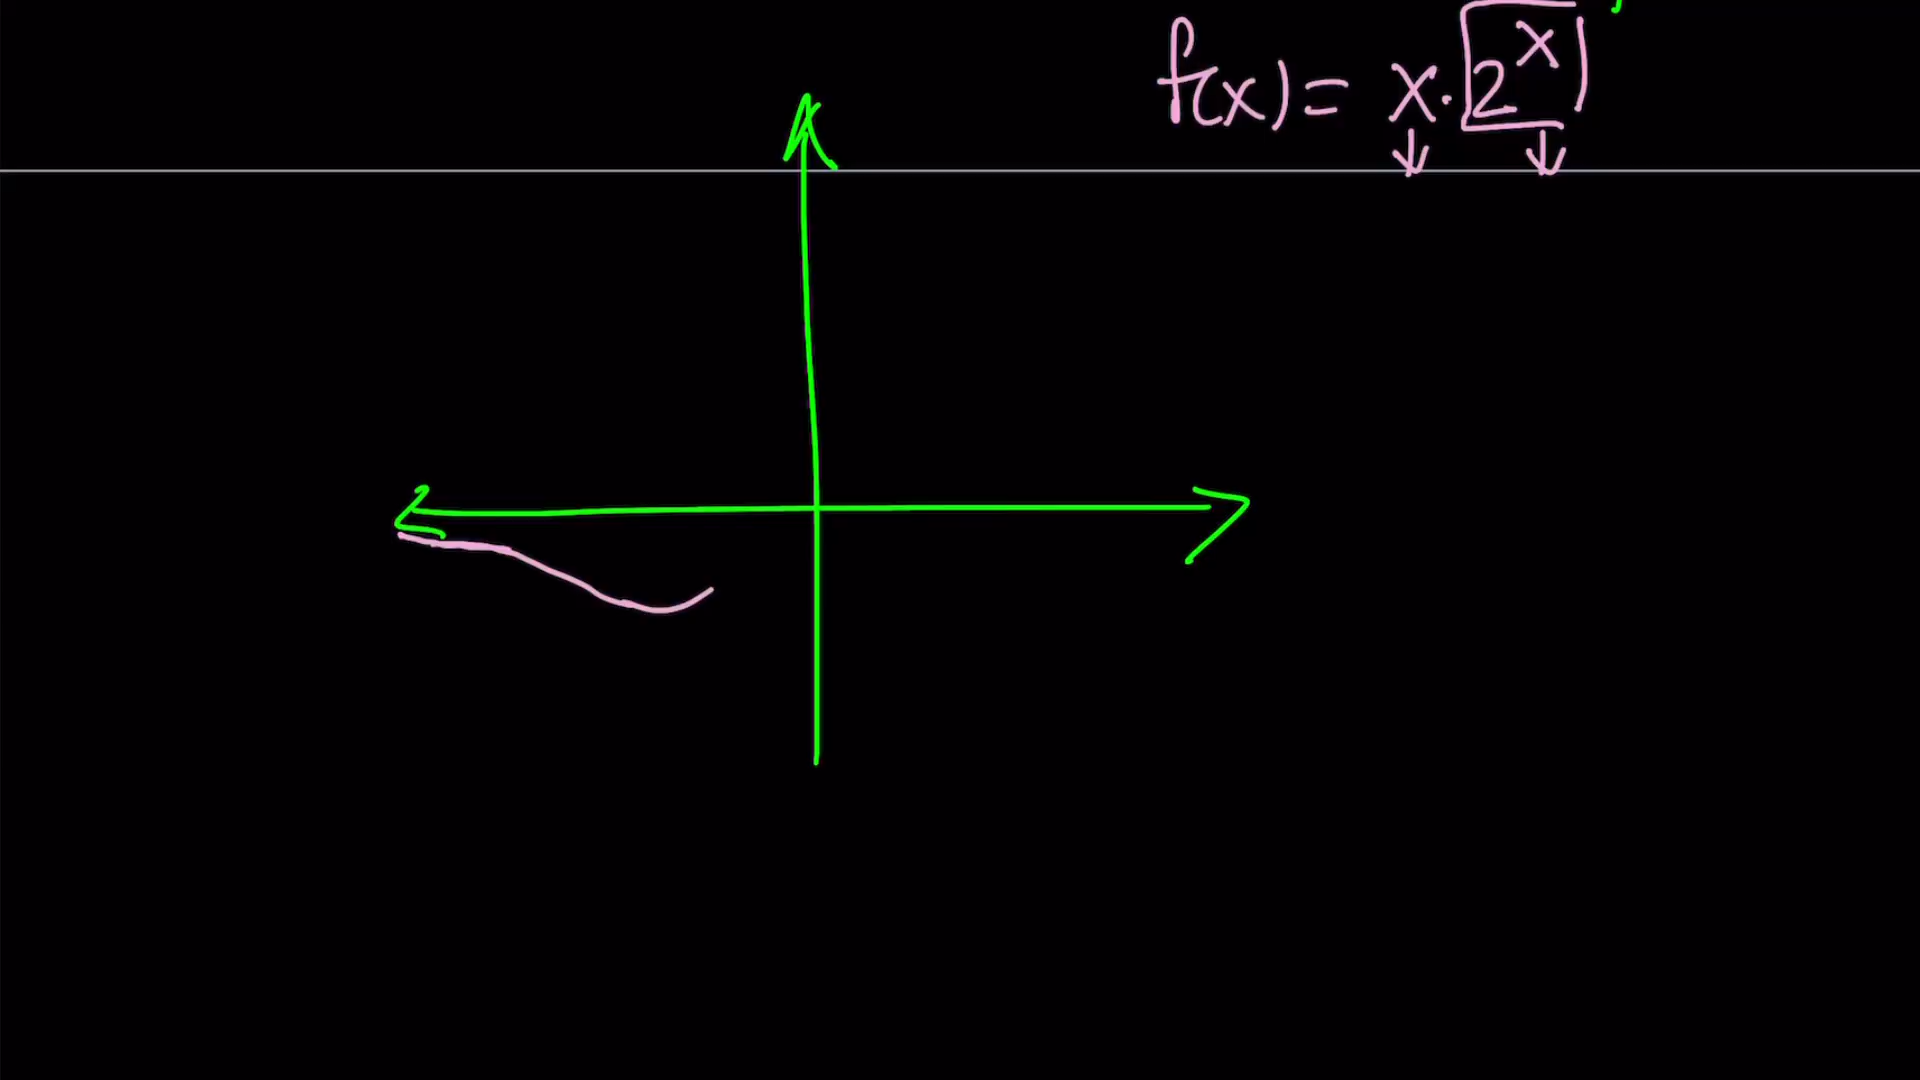 f(x) = x · 2^x